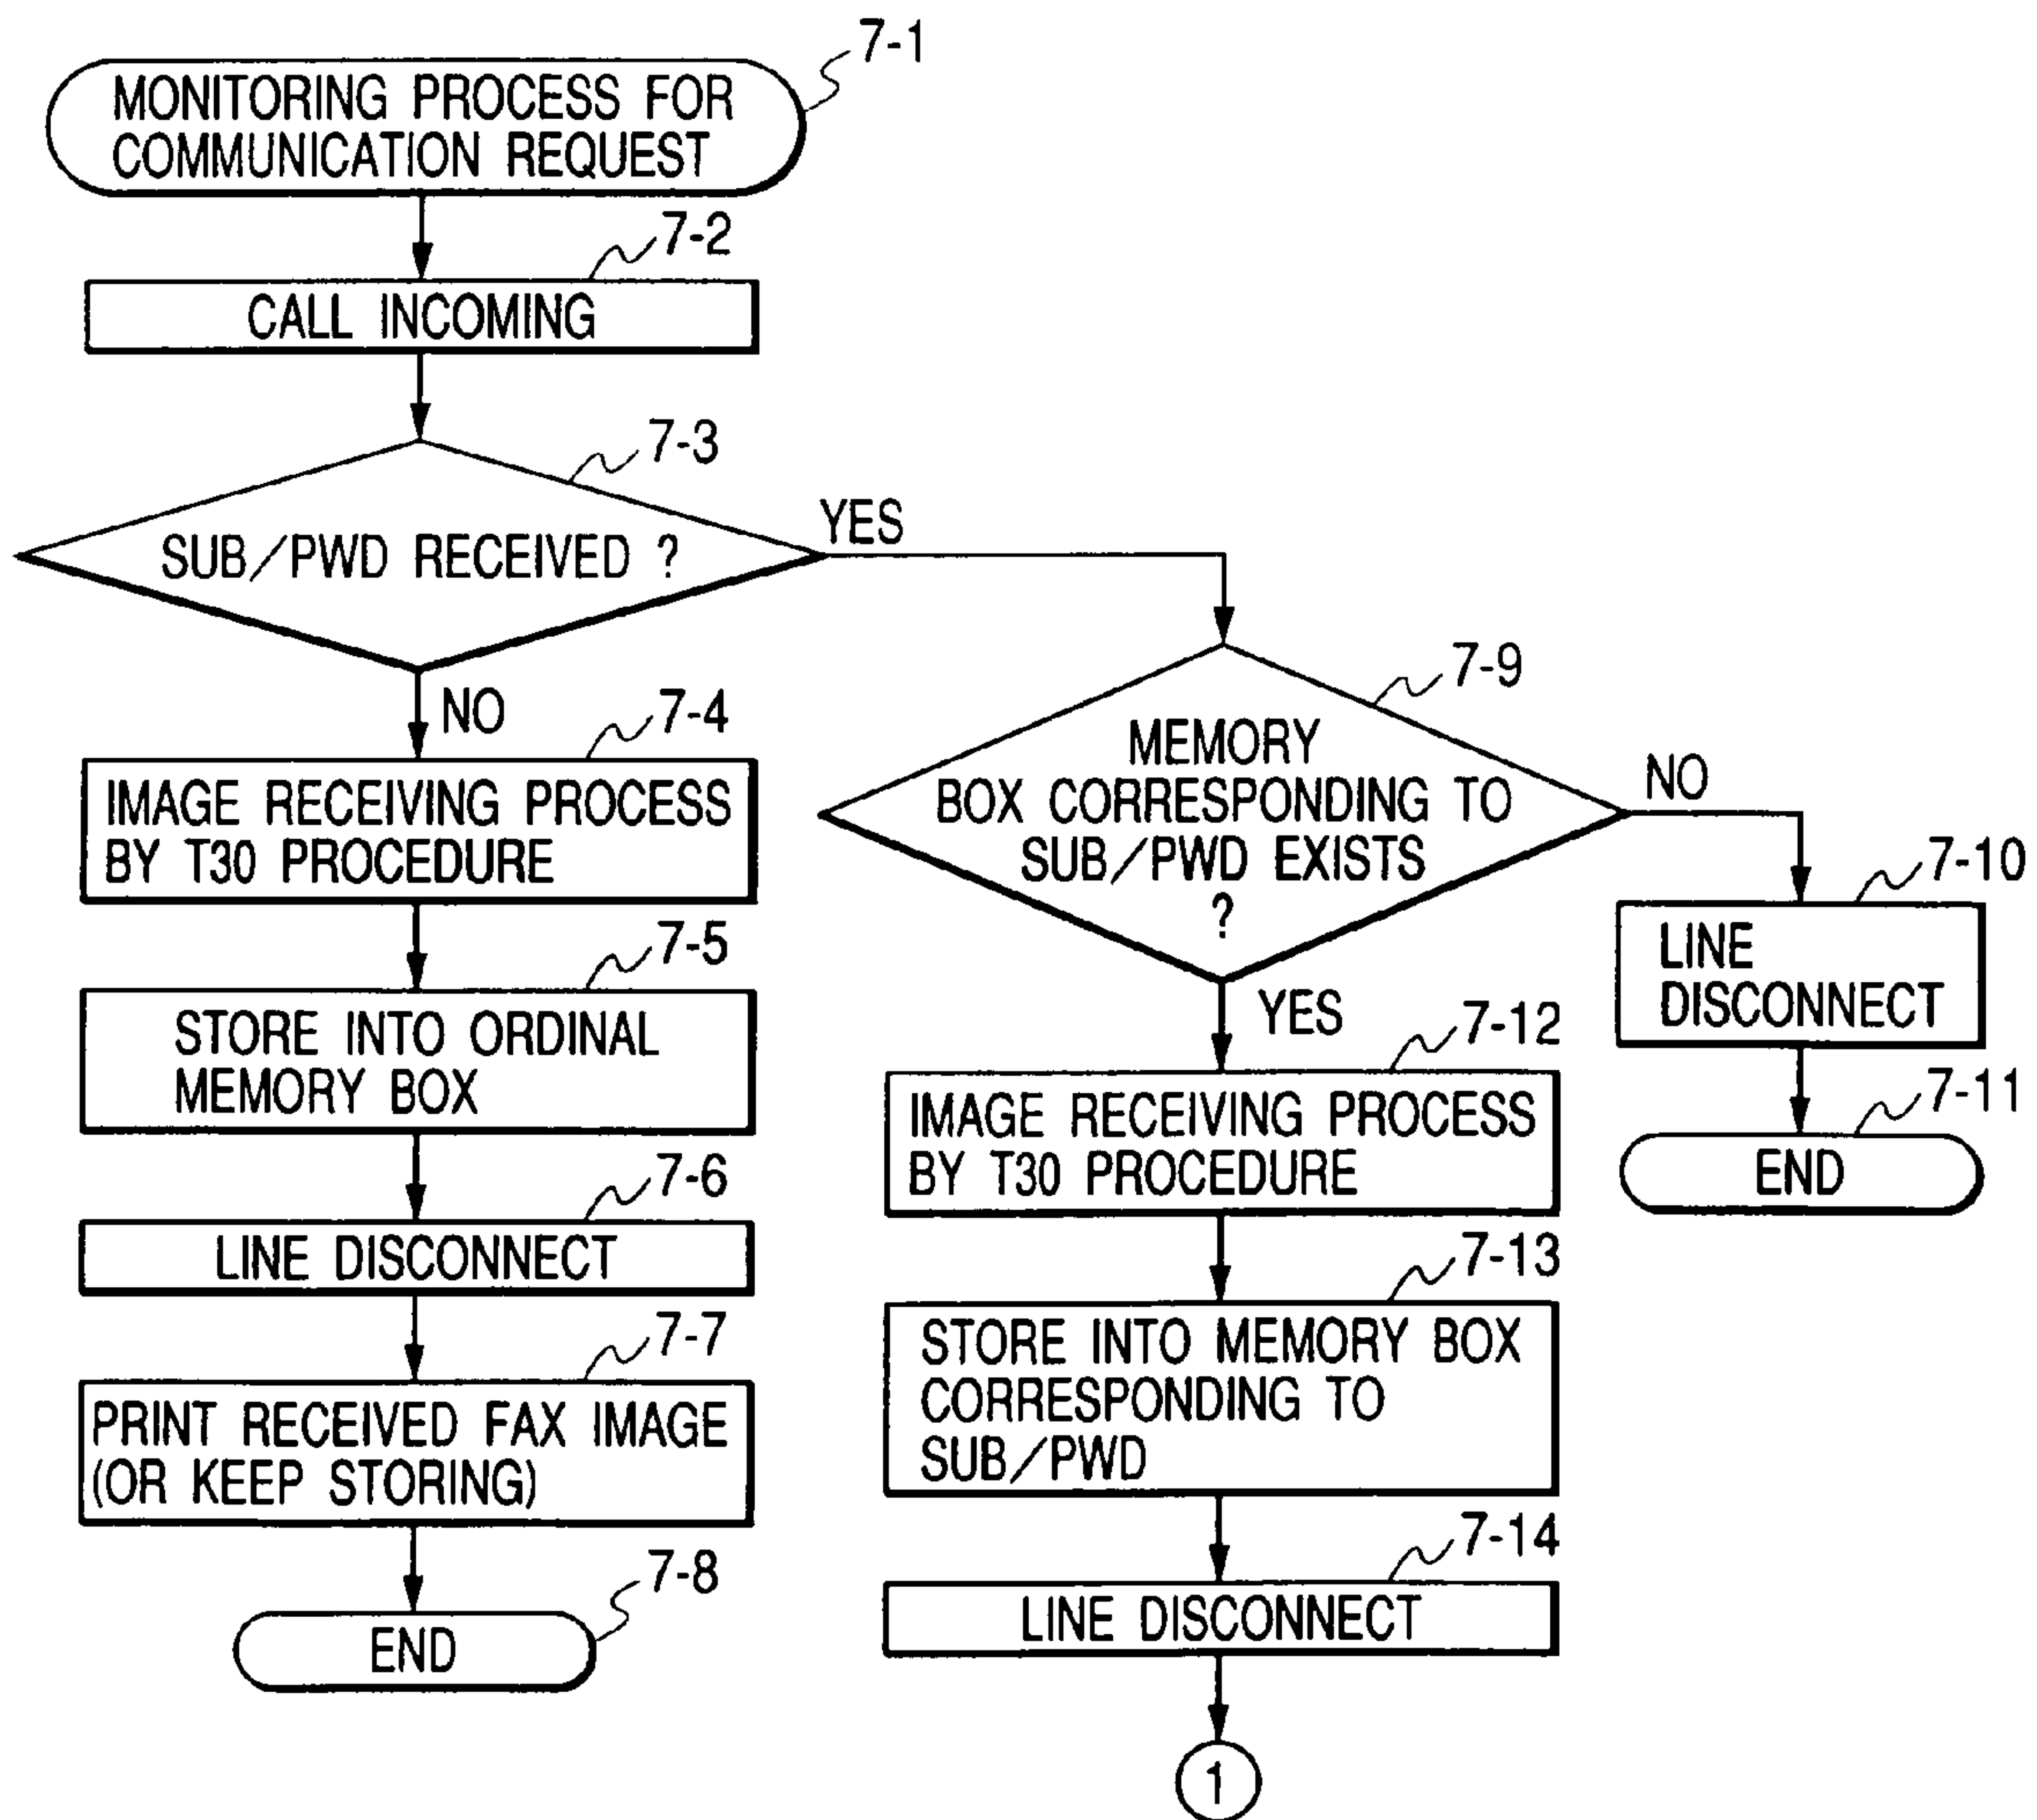 7-1
MONITORING PROCESS FOR
COMMUNICATION REQUEST
7-2
CALL INCOMING
7-3
SUB/PWD RECEIVED ?
YES
NO
7-4
IMAGE RECEIVING PROCESS
BY T30 PROCEDURE
7-5
STORE INTO ORDINAL
MEMORY BOX
7-6
LINE DISCONNECT
7-7
PRINT RECEIVED FAX IMAGE
(OR KEEP STORING)
7-8
END
7-9
MEMORY
BOX CORRESPONDING TO
SUB/PWD EXISTS
?
NO
7-10
LINE
DISCONNECT
7-11
END
YES
7-12
IMAGE RECEIVING PROCESS
BY T30 PROCEDURE
7-13
STORE INTO MEMORY BOX
CORRESPONDING TO
SUB/PWD
7-14
LINE DISCONNECT
1